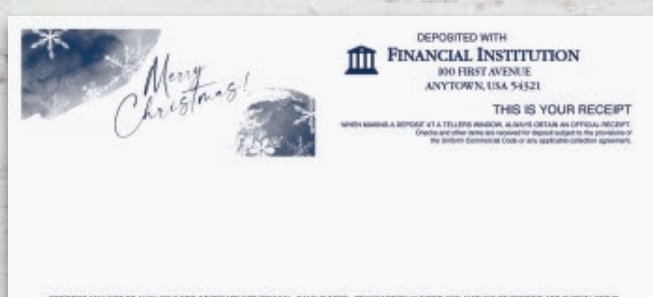 Merry
Christmas!
DEPOSITED WITH
FINANCIAL INSTITUTION
100 FIRST AVENUE
ANYTOWN, USA 54321
THIS IS YOUR RECEIPT
WHEN MAKING A DEPOSIT AT A TELLERS WINDOW, ALWAYS OBTAIN AN OFFICIAL RECEIPT.
Checks and other items are received for deposit subject to the provisions of
the Uniform Commercial Code or any applicable collection agreement.